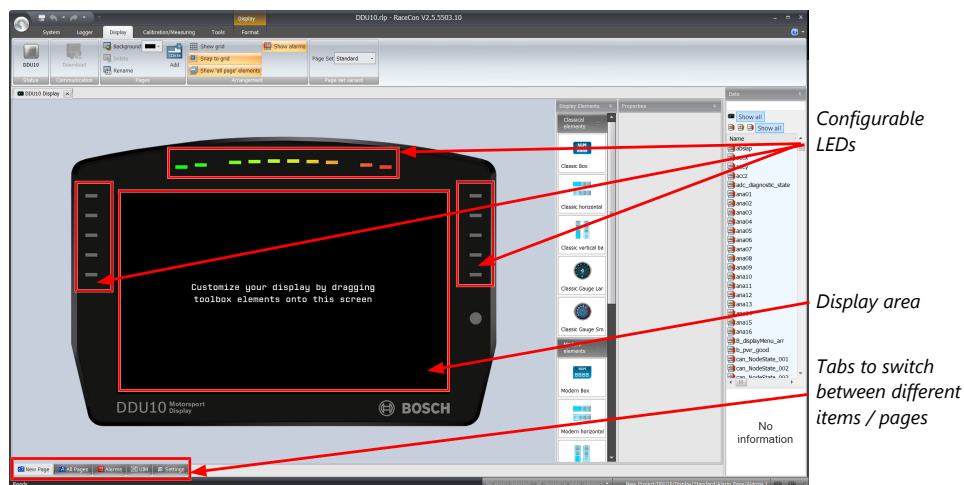 Display
DDU10.rlp - RaceCon V2.5.5503.10
System Logger Display Calibration/Measuring Tools Format
Background
Show grid
Show alarms
Delete
Snap to grid
Page Set Standard
DDU10
Download
Rename
Add
Show 'all page' elements
Status Communication Pages Arrangement Page set variant
DDU10 Display
Data
Display Elements
Properties
Classical
elements
Classic Box
Classic horizontal
Classic vertical ba
Classic Gauge Lar
Classic Gauge Sm
elements
Modern Box
Modern horizontal
Show all
Show all
Name
abslap
accy
accz
adc_diagnostic_state
ana01
ana02
ana03
ana04
ana05
ana06
ana07
ana08
ana09
ana10
ana11
ana12
ana13
ana15
ana16
B_displayMenu_arr
b_pwr_good
can_NodeState_001
can_NodeState_002
can_NodeState_003
No
information
Customize your display by dragging
toolbox elements onto this screen
DDU10 Motorsport
Display
BOSCH
New Page All Pages Alarms Settings
Ready
Configurable
LEDs
Display area
Tabs to switch
between different
items / pages